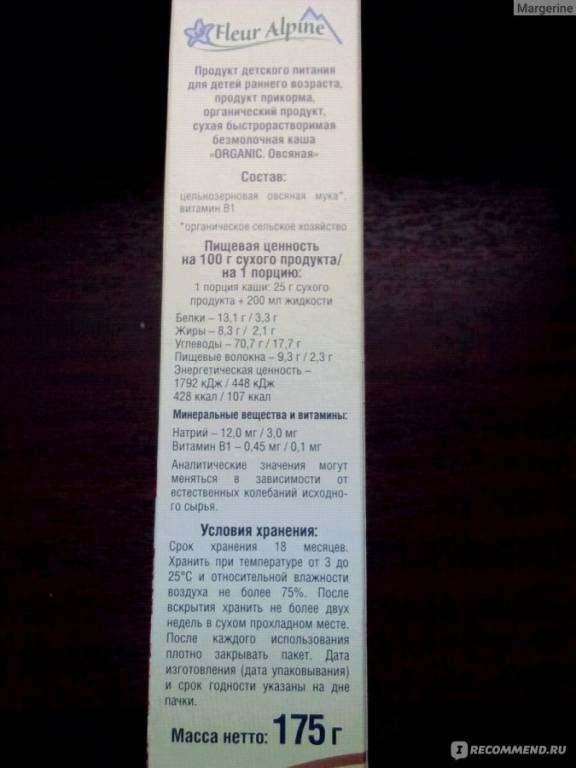 Margerine
Fleur Alpine
Продукт детского питания
для детей раннего возраста,
продукт прикорма,
органический продукт,
сухая быстрорастворимая
безмолочная каша
«ORGANIC. Овсяная»
Состав:
цельнозерновая овсяная мука*,
витамин B1
*органическое сельское хозяйство
Пищевая ценность
на 100 г сухого продукта/
на 1 порцию:
1 порция каши: 25 г сухого
продукта + 200 мл жидкости
Белки – 13,1 г / 3,3 г
Жиры – 8,3 г / 2,1 г
Углеводы – 70,7 г / 17,7 г
Пищевые волокна – 9,3 г / 2,3 г
Энергетическая ценность –
1792 кДж / 448 кДж
428 ккал / 107 ккал
Минеральные вещества и витамины:
Натрий – 12,0 мг / 3,0 мг
Витамин B1 – 0,45 мг / 0,1 мг
Аналитические значения могут
меняться в зависимости от
естественных колебаний исходно-
го сырья.
Условия хранения:
Срок хранения 18 месяцев.
Хранить при температуре от 3 до
25°С и относительной влажности
воздуха не более 75%. После
вскрытия хранить не более двух
недель в сухом прохладном месте.
После каждого использования
плотно закрывать пакет. Дата
изготовления (дата упаковывания)
и срок годности указаны на дне
пачки.
Масса нетто: 175 г
I RECOMMEND.RU